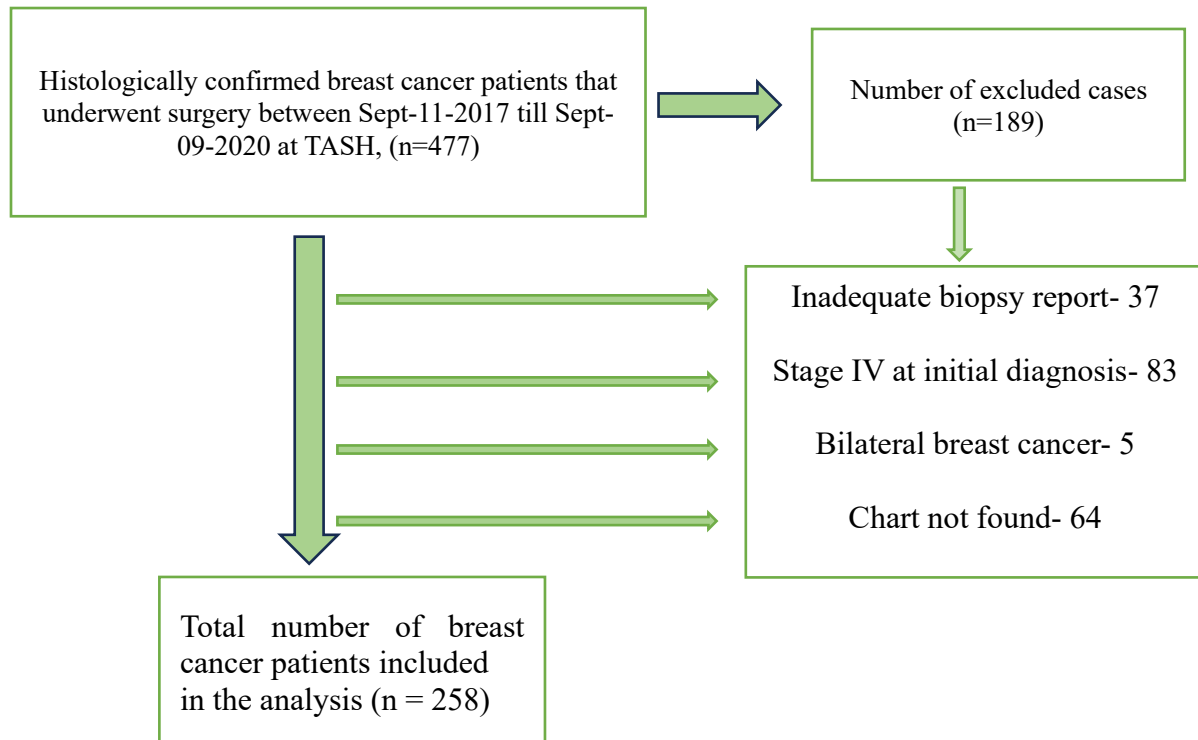 Histologically confirmed breast cancer patients that
underwent surgery between Sept-11-2017 till Sept-
09-2020 at TASH, (n=477)
Number of excluded cases
(n=189)
Inadequate biopsy report- 37
Stage IV at initial diagnosis- 83
Bilateral breast cancer- 5
Chart not found- 64
Total number of breast
cancer patients included
in the analysis (n = 258)